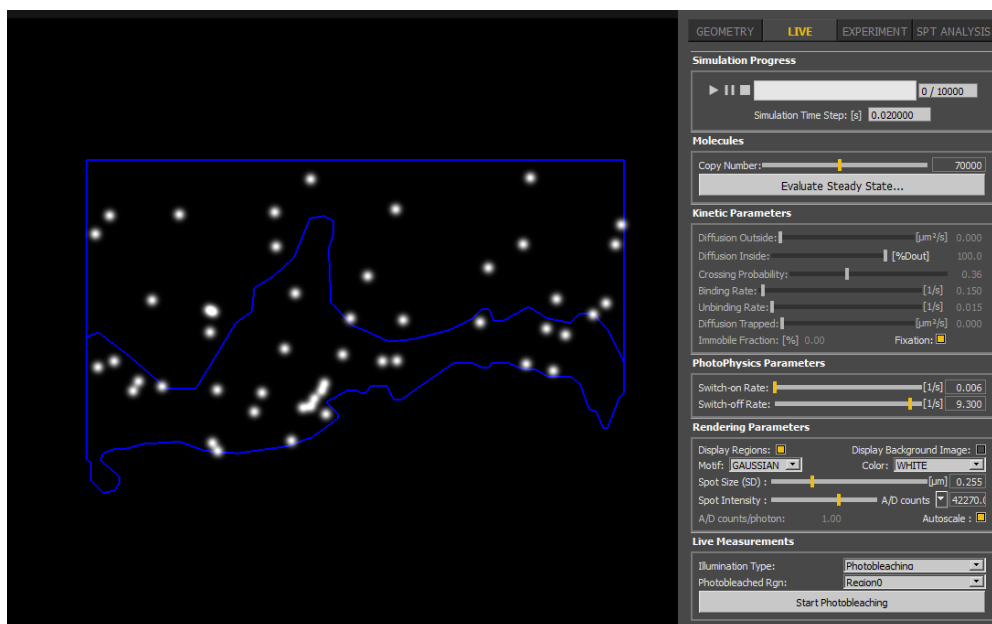 GEOMETRY LIVE EXPERIMENT SPT ANALYSIS
Simulation Progress
0 / 10000
Simulation Time Step: [s] 0.020000
Molecules
Copy Number: 70000
Evaluate Steady State...
Kinetic Parameters
Diffusion Outside: [µm²/s] 0.000
Diffusion Inside: [%Dout] 100.0
Crossing Probability: 0.36
Binding Rate: [1/s] 0.150
Unbinding Rate: [1/s] 0.015
Diffusion Trapped: [µm²/s] 0.000
Immobile Fraction: [%] 0.00 Fixation:
PhotoPhysics Parameters
Switch-on Rate: [1/s] 0.006
Switch-off Rate: [1/s] 9.300
Rendering Parameters
Display Regions: Display Background Image:
Motif: GAUSSIAN Color: WHITE
Spot Size (SD) : [µm] 0.255
Spot Intensity : A/D counts 42270.0
A/D counts/photon: 1.00 Autoscale :
Live Measurements
Illumination Type: Photobleaching
Photobleached Rgn: Region0
Start Photobleaching